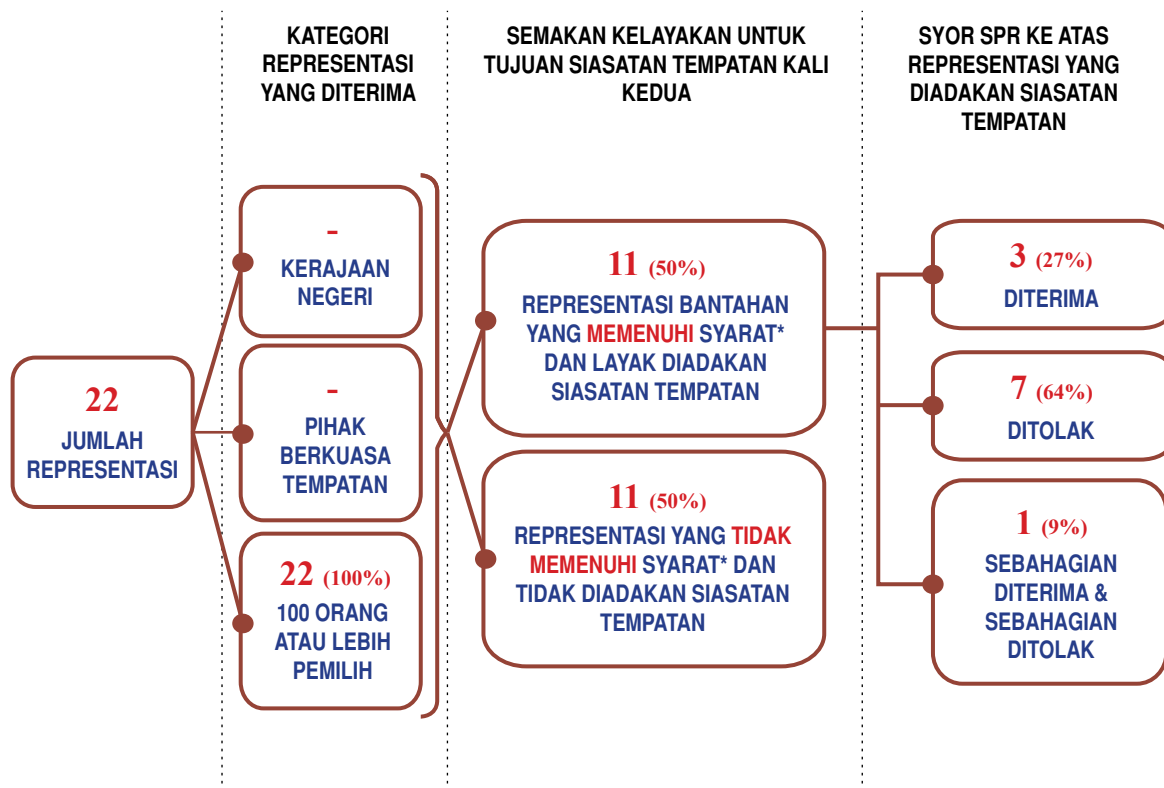 KATEGORI
REPRESENTASI
YANG DITERIMA
SEMAKAN KELAYAKAN UNTUK
TUJUAN SIASATAN TEMPATAN KALI
KEDUA
SYOR SPR KE ATAS
REPRESENTASI YANG
DIADAKAN SIASATAN
TEMPATAN
22
JUMLAH
REPRESENTASI
-
KERAJAAN
NEGERI
-
PIHAK
BERKUASA
TEMPATAN
22 (100%)
100 ORANG
ATAU LEBIH
PEMILIH
11 (50%)
REPRESENTASI BANTAHAN
YANG MEMENUHI SYARAT*
DAN LAYAK DIADAKAN
SIASATAN TEMPATAN
11 (50%)
REPRESENTASI YANG TIDAK
MEMENUHI SYARAT* DAN
TIDAK DIADAKAN SIASATAN
TEMPATAN
3 (27%)
DITERIMA
7 (64%)
DITOLAK
1 (9%)
SEBAHAGIAN
DITERIMA &
SEBAHAGIAN
DITOLAK